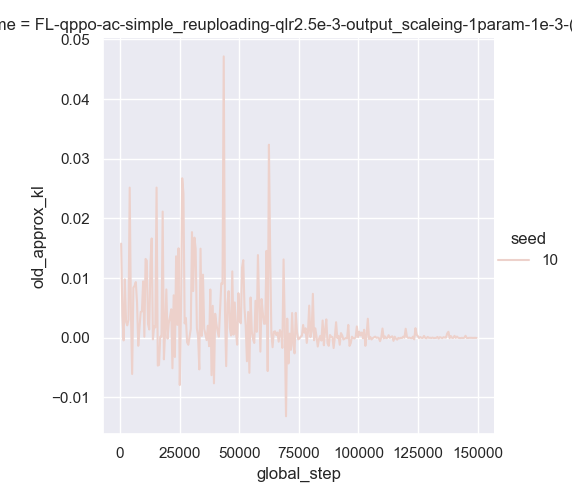 me = FL-qppo-ac-simple_reuploading-qlr2.5e-3-output_scaleing-1param-1e-3-(
0.05
0.04
0.03
0.02
0.01
0.00
−0.01
old_approx_kl
seed
10
0 25000 50000 75000 100000 125000 150000
global_step